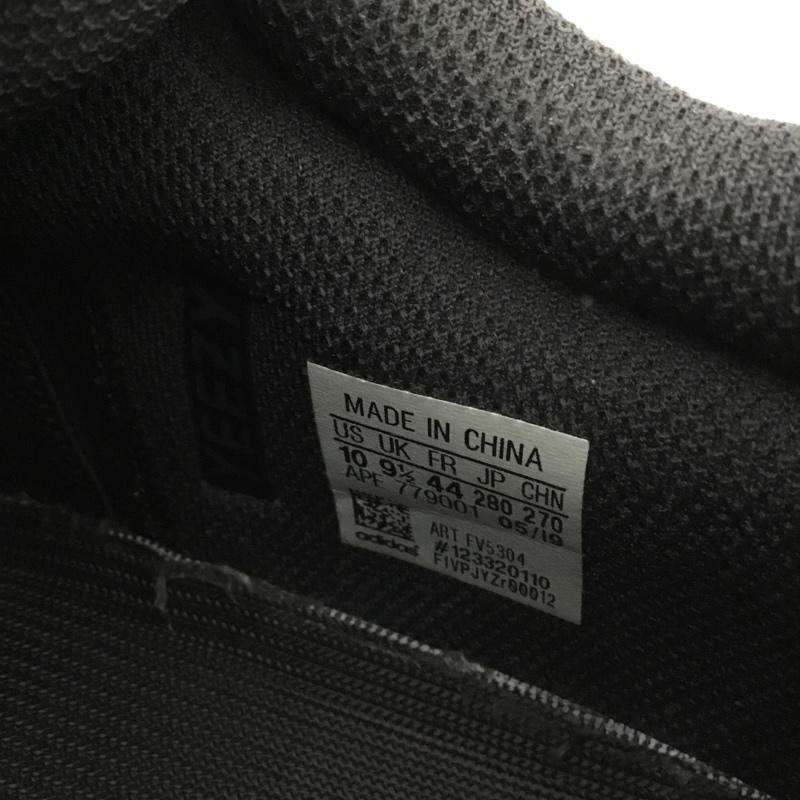 YEEZY
MADE IN CHINA
US UK FR JP CHN
10 9½ 44 280 270
APE 779001 05/19
ART FV5304
#123320110
adidas
F1VPJYZr00012